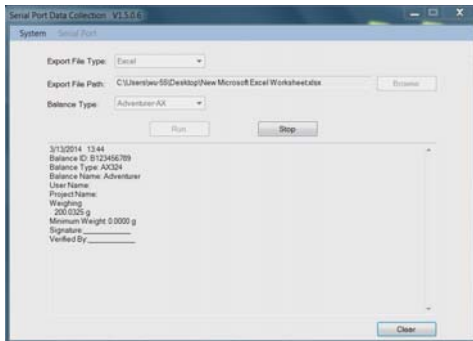 Serial Port Data Collection V1.5.0.6
System Serial Port
Export File Type: Excel
Export File Path: C:\Users\wu-55\Desktop\New Microsoft Excel Worksheet.xlsx Browse
Balance Type: Adventurer AX
Run Stop
3/13/2014 13:44
Balance ID: B123456789
Balance Type: AX324
Balance Name: Adventurer
User Name:
Project Name:
Weighing
200.0325 g
Minimum Weight: 0.0000 g
Signature:___________
Verified By:___________
Clear